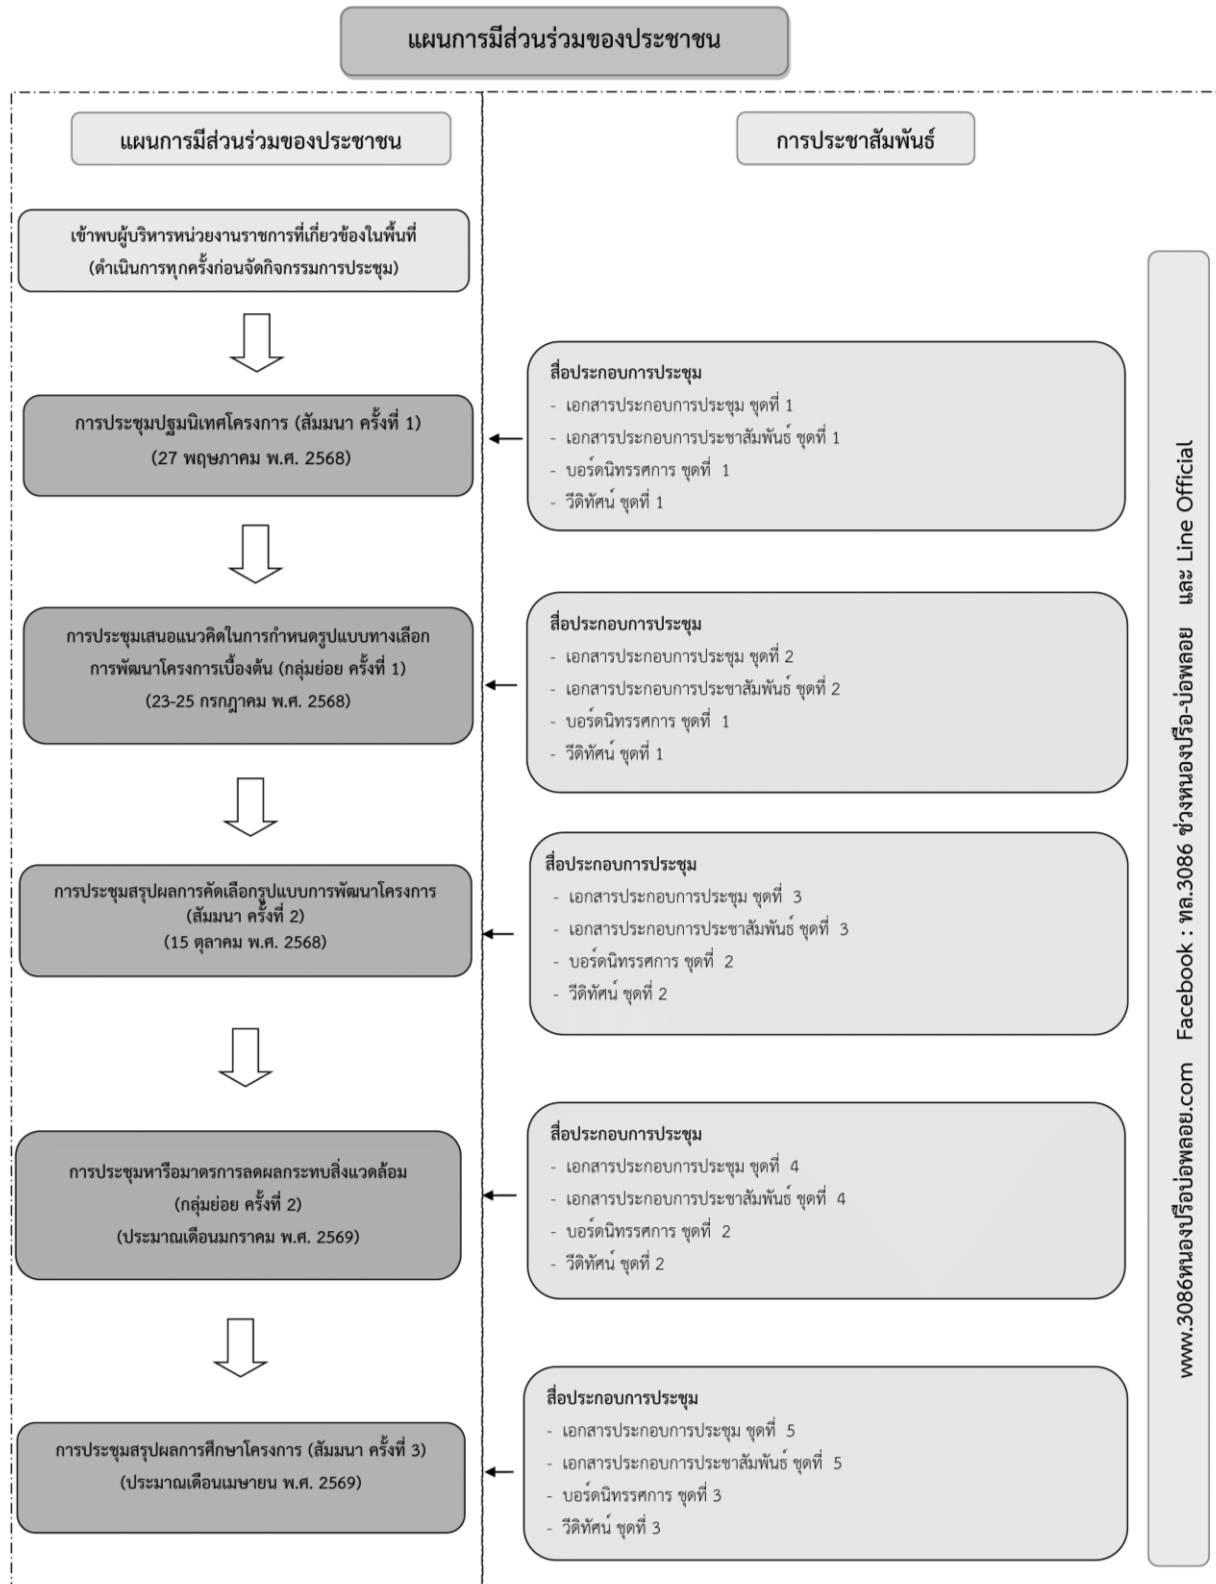 แผนการมีส่วนร่วมของประชาชน
แผนการมีส่วนร่วมของประชาชน
การประชาสัมพันธ์
เข้าพบผู้บริหารหน่วยงานราชการที่เกี่ยวข้องในพื้นที่
(ดำเนินการทุกครั้งก่อนจัดกิจกรรมการประชุม)
การประชุมปฐมนิเทศโครงการ (สัมมนา ครั้งที่ 1)
(27 พฤษภาคม พ.ศ. 2568)
สื่อประกอบการประชุม
- เอกสารประกอบการประชุม ชุดที่ 1
- เอกสารประกอบการประชาสัมพันธ์ ชุดที่ 1
- บอร์ดนิทรรศการ ชุดที่ 1
- วีดิทัศน์ ชุดที่ 1
การประชุมเสนอแนวคิดในการกำหนดรูปแบบทางเลือก
การพัฒนาโครงการเบื้องต้น (กลุ่มย่อย ครั้งที่ 1)
(23-25 กรกฎาคม พ.ศ. 2568)
สื่อประกอบการประชุม
- เอกสารประกอบการประชุม ชุดที่ 2
- เอกสารประกอบการประชาสัมพันธ์ ชุดที่ 2
- บอร์ดนิทรรศการ ชุดที่ 1
- วีดิทัศน์ ชุดที่ 1
การประชุมสรุปผลการคัดเลือกรูปแบบการพัฒนาโครงการ
(สัมมนา ครั้งที่ 2)
(15 ตุลาคม พ.ศ. 2568)
สื่อประกอบการประชุม
- เอกสารประกอบการประชุม ชุดที่ 3
- เอกสารประกอบการประชาสัมพันธ์ ชุดที่ 3
- บอร์ดนิทรรศการ ชุดที่ 2
- วีดิทัศน์ ชุดที่ 2
การประชุมหารือมาตรการลดผลกระทบสิ่งแวดล้อม
(กลุ่มย่อย ครั้งที่ 2)
(ประมาณเดือนมกราคม พ.ศ. 2569)
สื่อประกอบการประชุม
- เอกสารประกอบการประชุม ชุดที่ 4
- เอกสารประกอบการประชาสัมพันธ์ ชุดที่ 4
- บอร์ดนิทรรศการ ชุดที่ 2
- วีดิทัศน์ ชุดที่ 2
การประชุมสรุปผลการศึกษาโครงการ (สัมมนา ครั้งที่ 3)
(ประมาณเดือนเมษายน พ.ศ. 2569)
สื่อประกอบการประชุม
- เอกสารประกอบการประชุม ชุดที่ 5
- เอกสารประกอบการประชาสัมพันธ์ ชุดที่ 5
- บอร์ดนิทรรศการ ชุดที่ 3
- วีดิทัศน์ ชุดที่ 3
www.3086หนองปรือบ่อพลอย.com Facebook : ทล.3086 ช่วงหนองปรือ-บ่อพลอย และ Line Official